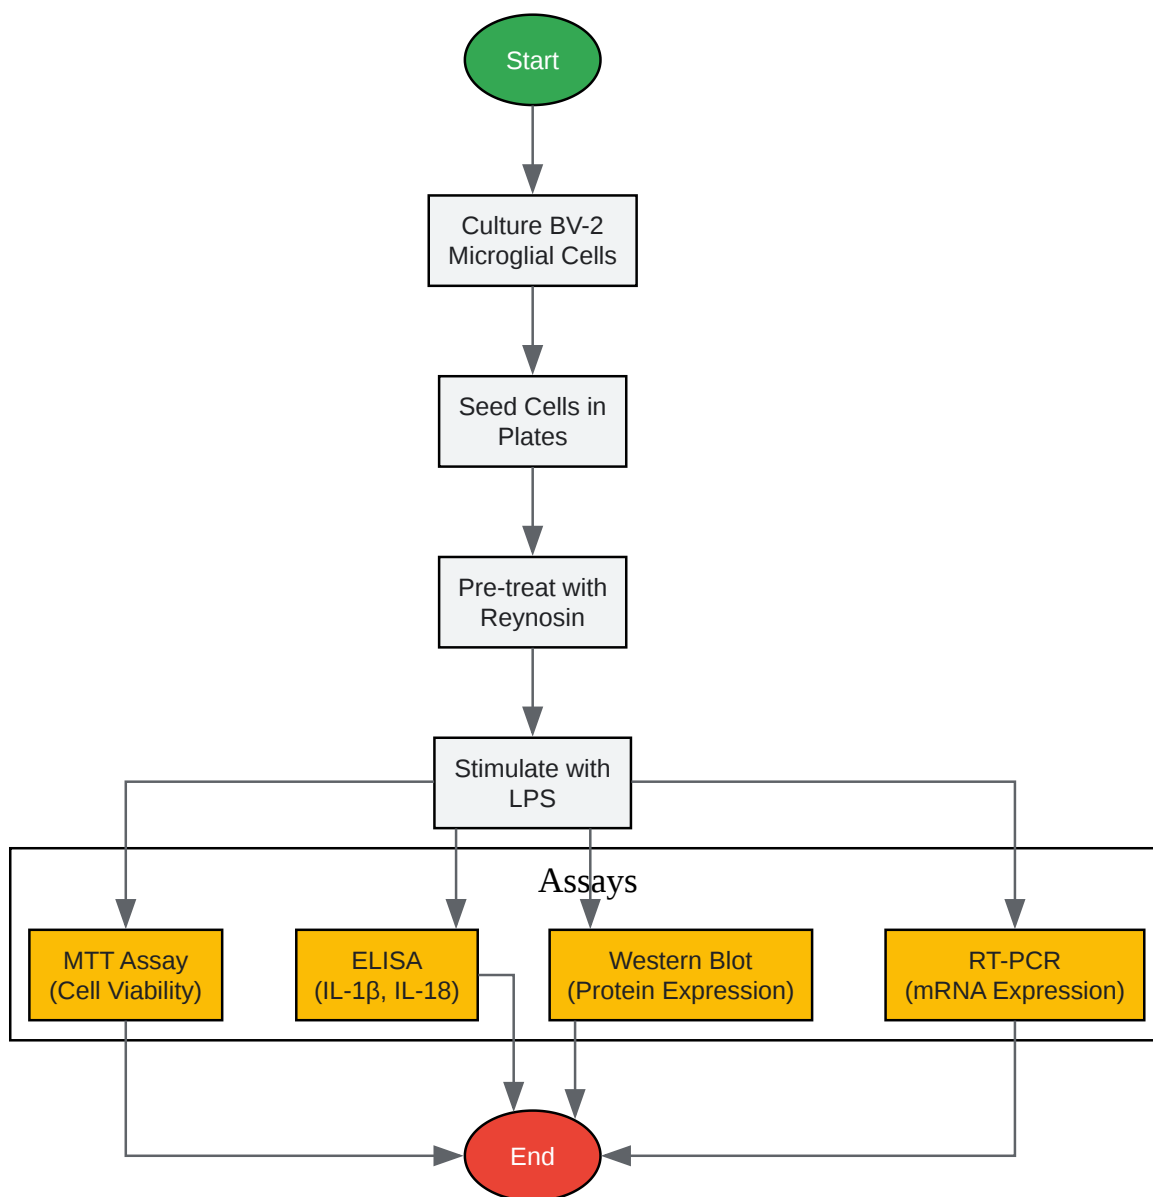 Start
Culture BV-2
Microglial Cells
Seed Cells in
Plates
Pre-treat with
Reynosin
Stimulate with
LPS
Assays
MTT Assay
(Cell Viability)
ELISA
(IL-1β, IL-18)
Western Blot
(Protein Expression)
RT-PCR
(mRNA Expression)
End